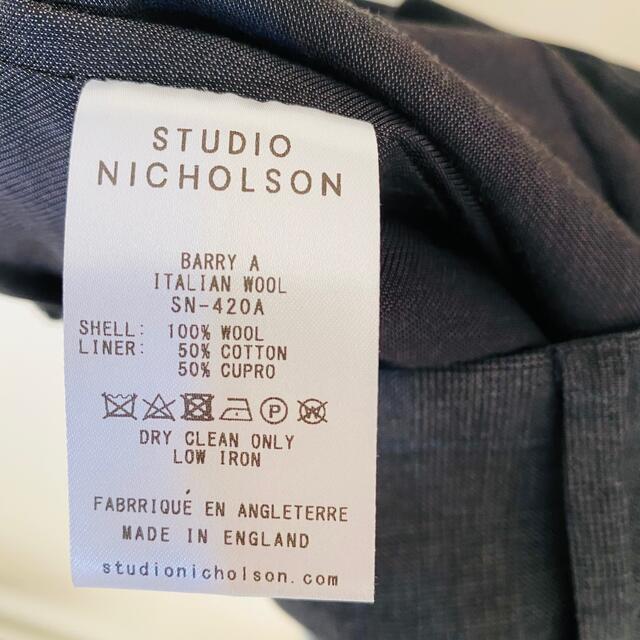 STUDIO
NICHOLSON
BARRY A
ITALIAN WOOL
SN-420A
SHELL: 100% WOOL
LINER: 50% COTTON
50% CUPRO
P W
DRY CLEAN ONLY
LOW IRON
FABRRIQUÉ EN ANGLETERRE
MADE IN ENGLAND
studionicholson.com